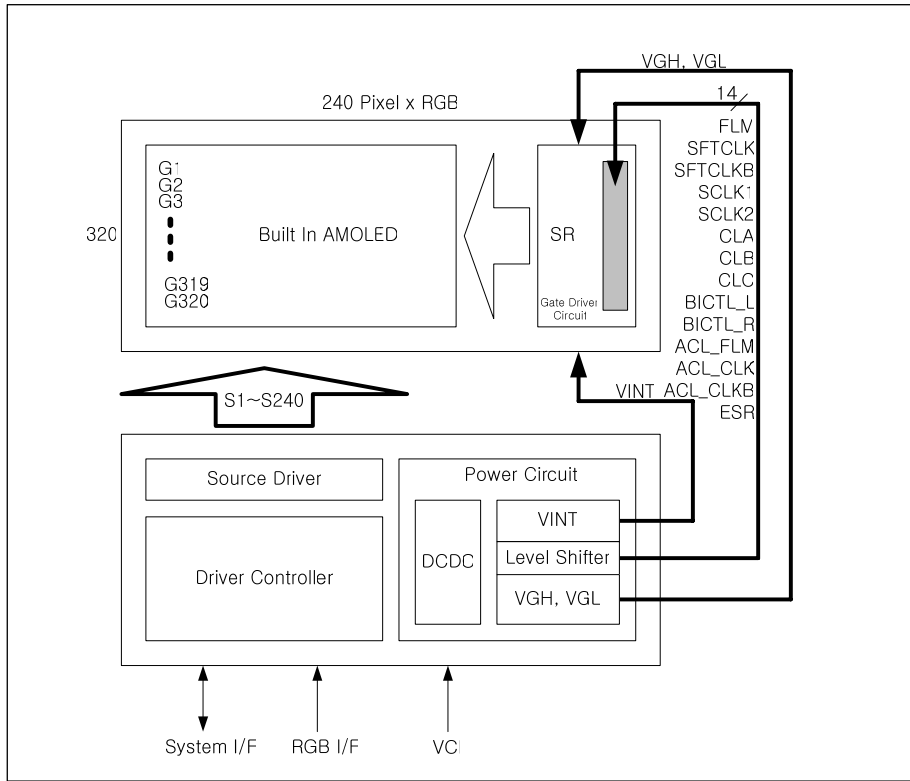 VGH, VGL
14
240 Pixel x RGB
FLM
SFTCLK
SFTCLKB
SCLK1
SCLK2
CLA
CLB
CLC
BICTL_L
BICTL_R
ACL_FLM
ACL_CLK
ACL_CLKB
ESR
G1
G2
G3
G319
G320
320
Built In AMOLED
SR
Gate Driver
Circuit
VINT
S1~S240
Source Driver
Driver Controller
Power Circuit
DCDC
VINT
Level Shifter
VGH, VGL
System I/F
RGB I/F
VCI